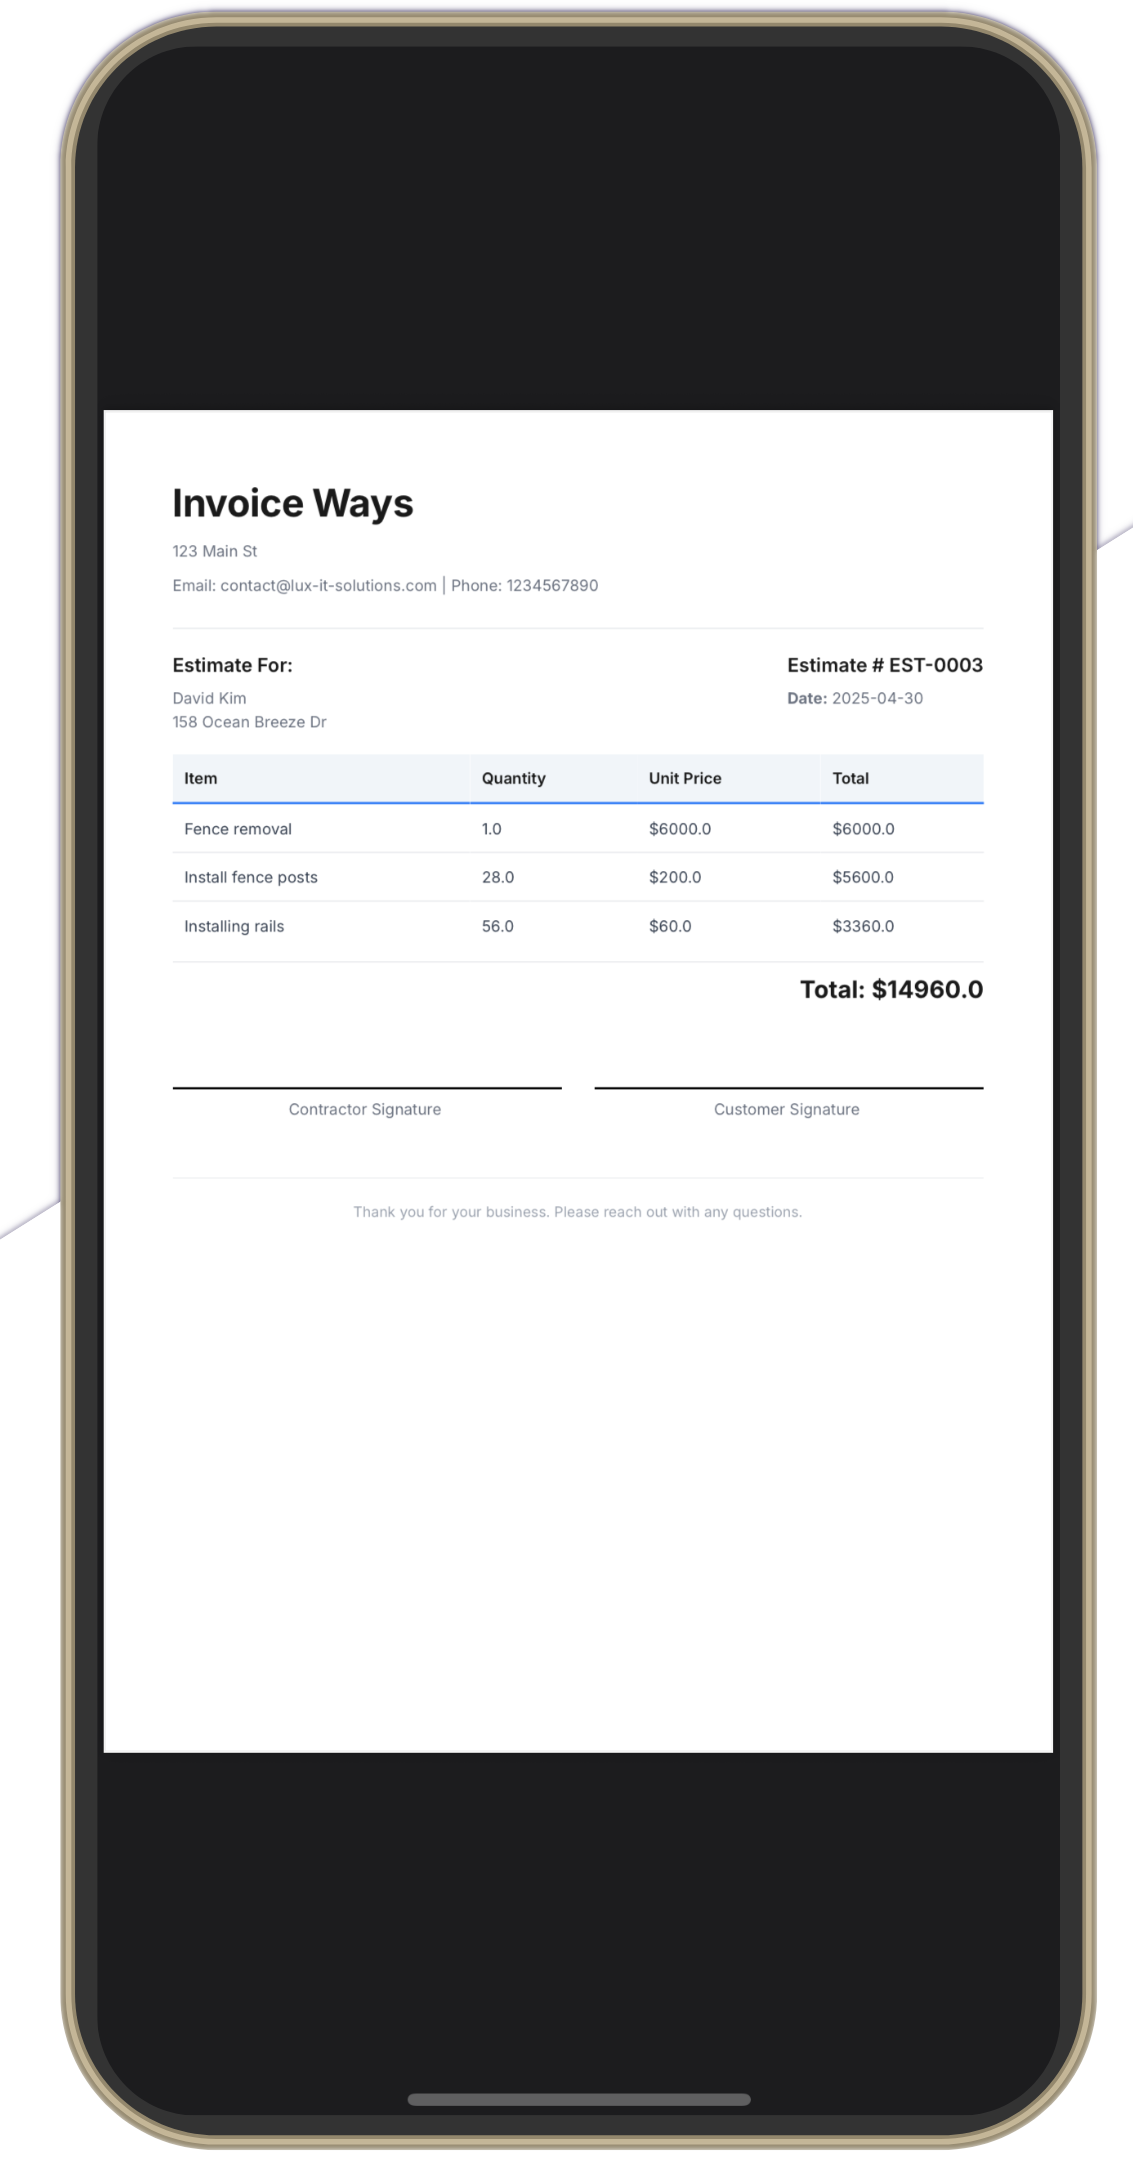 Invoice Ways
123 Main St
Email: contact@lux-it-solutions.com | Phone: 1234567890
Estimate For:
David Kim
158 Ocean Breeze Dr
Estimate # EST-0003
Date: 2025-04-30
Item Quantity Unit Price Total
Fence removal 1.0 $6000.0 $6000.0
Install fence posts 28.0 $200.0 $5600.0
Installing rails 56.0 $60.0 $3360.0
Total: $14960.0
Contractor Signature Customer Signature
Thank you for your business. Please reach out with any questions.